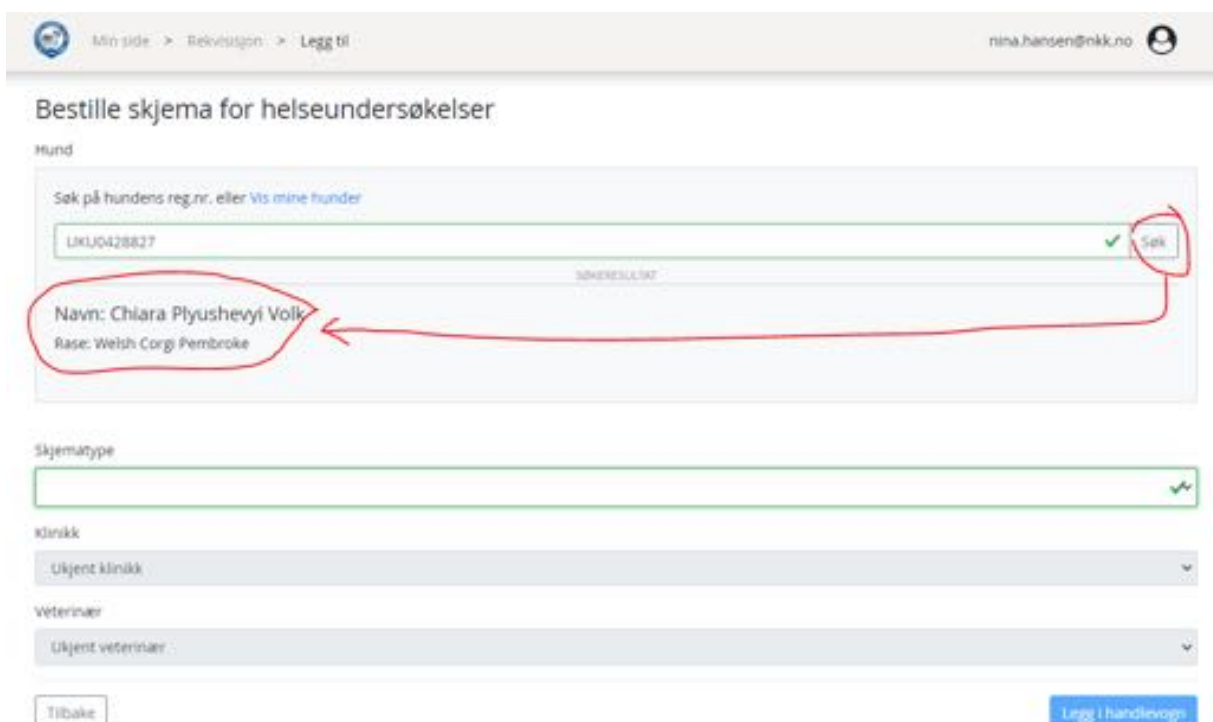 Min side > Rekvisisjon > Legg til
nina.hansen@nkk.no
Bestille skjema for helseundersøkelser
Hund
Søk på hundens reg.nr. eller Vis mine hunder
UKU0428827
Søk
SØKERESULTAT
Navn: Chiara Plyushevyi Volk
Rase: Welsh Corgi Pembroke
Skjematype
Klinikk
Ukjent klinikk
Veterinær
Ukjent veterinær
Tilbake
Legg i handlevogn